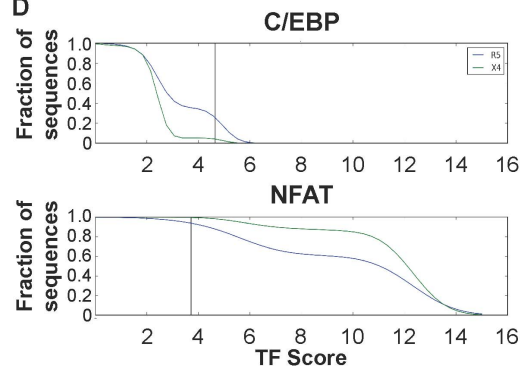 D
C/EBP
Fraction of
sequences
1.0
0.8
0.6
0.4
0.2
0
R5
X4
2 4 6 8 10 12 14 16
NFAT
Fraction of
sequences
1.0
0.8
0.6
0.4
0.2
0
2 4 6 8 10 12 14 16
TF Score